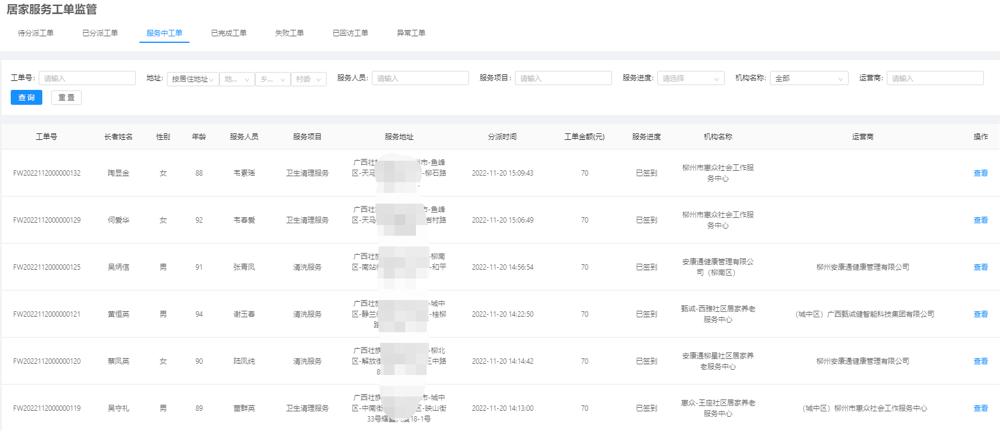 居家服务工单监管
待分派工单 已分派工单 服务中工单 已完成工单 失败工单 已回访工单 异常工单
工单号: 请输入 地址: 按居住地址 地... 乡... 村委 服务人员: 请输入 服务项目: 请输入 服务进度: 请选择 机构名称: 全部 运营商: 请输入
查询 重置
工单号 长者姓名 性别 年龄 服务人员 服务项目 服务地址 分派时间 工单金额(元) 服务进度 机构名称 运营商 操作
广西壮 州市-鱼峰
柳州市惠众社会工作服
FW2022112000000132 陶显金 女 88 韦素瑶 卫生清理服务 区-天马 -柳石路 2022-11-20 15:09:43 70 已签到 查看
务中心
广西壮 市-鱼峰
柳州市惠众社会工作服
FW2022112000000129 何爱华 女 92 韦春爱 卫生清理服务 区-天马 岩村路 2022-11-20 15:06:49 70 已签到 查看
务中心
广西壮族 -柳南
安康通健康管理有限公
FW2022112000000125 吴炳信 男 91 张青凤 清洗服务 区-南站 -和平 2022-11-20 14:56:54 70 已签到 柳州安康通健康管理有限公司 查看
司（柳南区）
广西壮族 -城中
甄诚-西雅社区居家养老
FW2022112000000121 黄恒英 男 94 谢玉春 清洗服务 区-静兰 -桂柳 2022-11-20 14:22:50 70 已签到 （城中区）广西甄诚健智能科技集团有限公司 查看
服务中心
路
广西壮族 -柳北
安康通柳星社区居家养
FW2022112000000120 蔡凤英 女 90 陆凤纯 清洗服务 区-解放街 中路 2022-11-20 14:14:42 70 已签到 柳州安康通健康管理有限公司 查看
老服务中心
8
广西壮族 市-城中
惠众-王座社区居家养老
FW2022112000000119 吴守礼 男 89 董群英 卫生清理服务 区-中南街 区-映山街 2022-11-20 14:13:00 70 已签到 （城中区）柳州市惠众社会工作服务中心 查看
服务中心
33号耀 18-1号